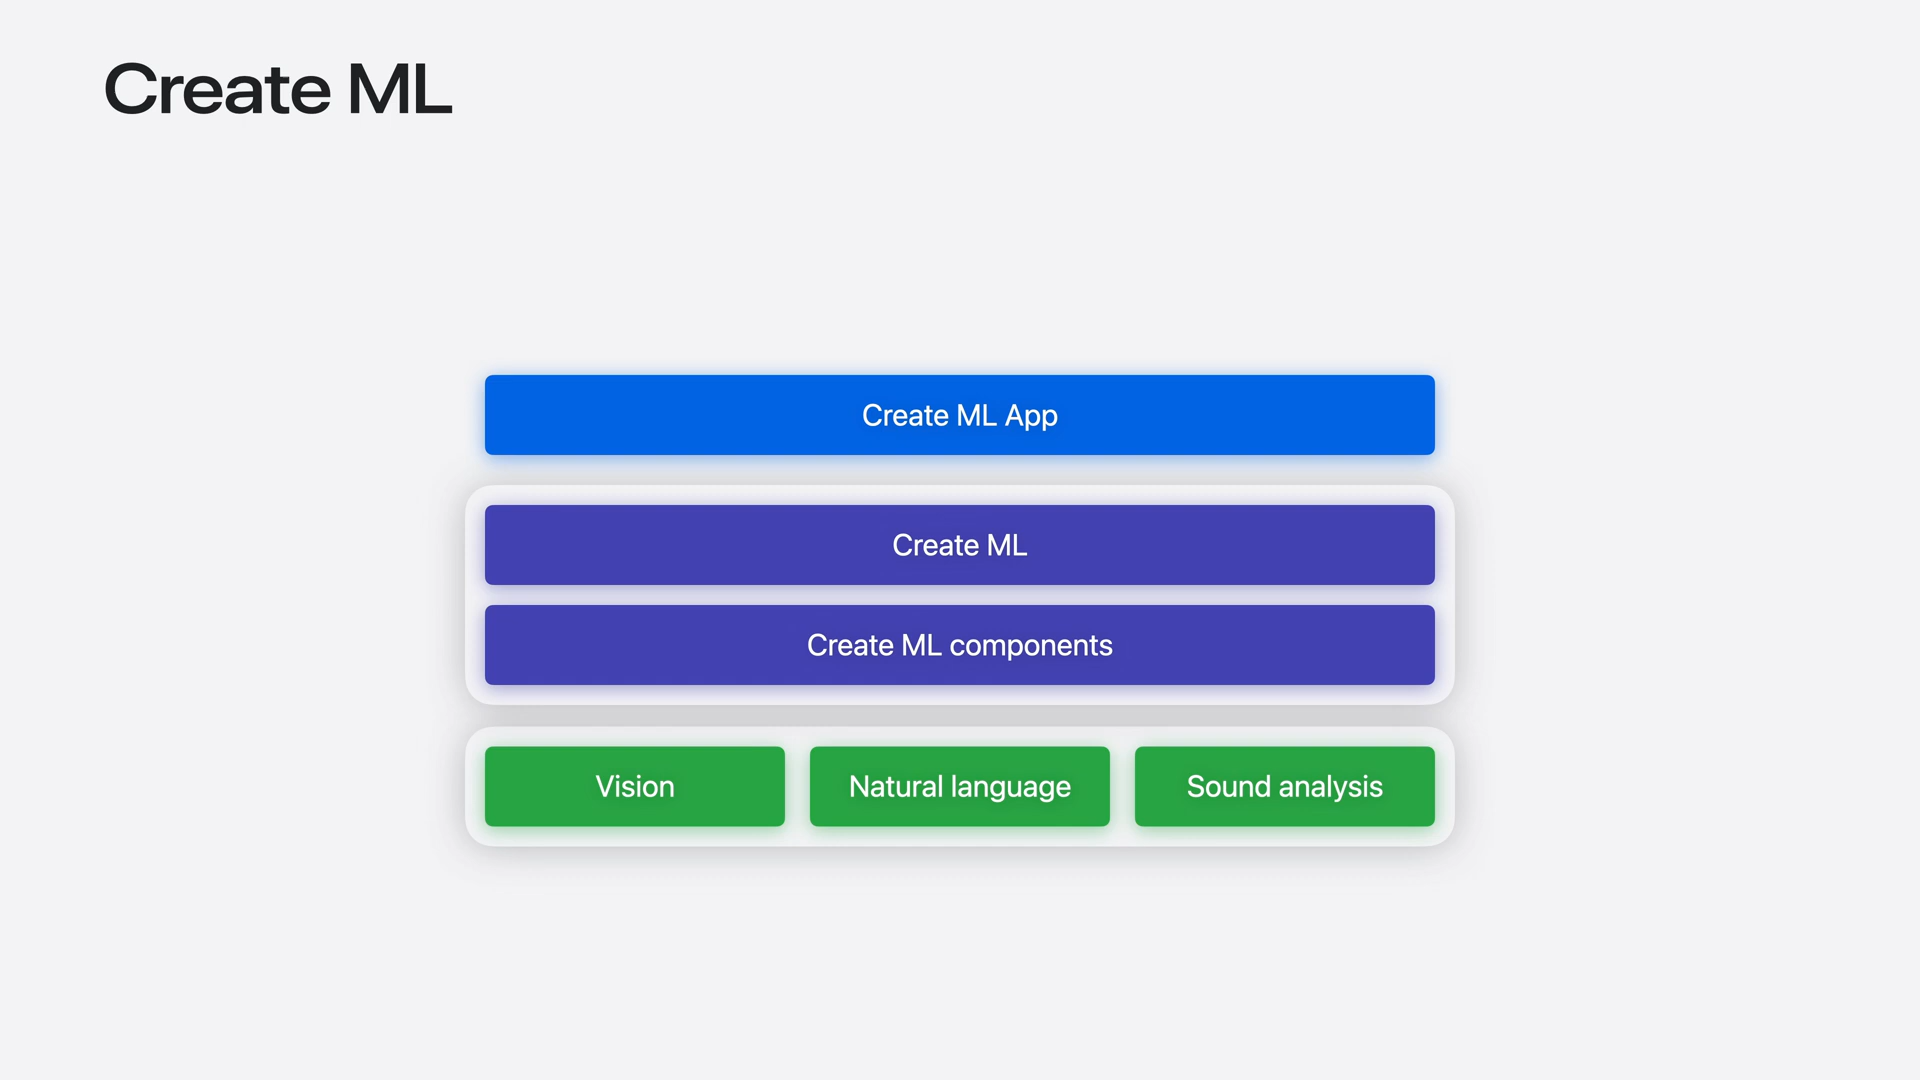 Create ML
Create ML App
Create ML
Create ML components
Vision
Natural language
Sound analysis